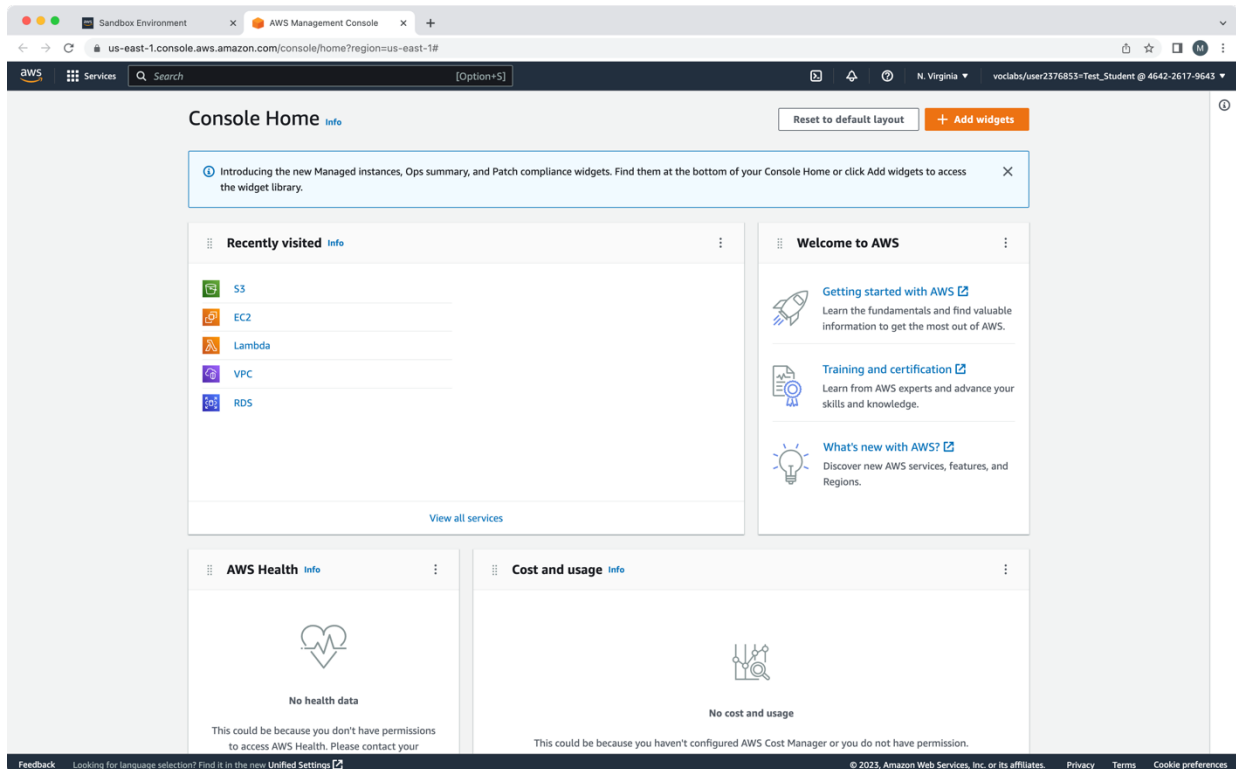 Sandbox Environment
AWS Management Console
us-east-1.console.aws.amazon.com/console/home?region=us-east-1#
M
aws
Services
Search
[Option+S]
N. Virginia
voclabs/user2376853=Test_Student @ 4642-2617-9643
Console Home Info
Reset to default layout
+ Add widgets
Introducing the new Managed instances, Ops summary, and Patch compliance widgets. Find them at the bottom of your Console Home or click Add widgets to access
the widget library.
Recently visited Info
S3
EC2
Lambda
VPC
RDS
View all services
Welcome to AWS
Getting started with AWS
Learn the fundamentals and find valuable
information to get the most out of AWS.
Training and certification
Learn from AWS experts and advance your
skills and knowledge.
What's new with AWS?
Discover new AWS services, features, and
Regions.
AWS Health Info
No health data
This could be because you don't have permissions
to access AWS Health. Please contact your
Cost and usage Info
No cost and usage
This could be because you haven't configured AWS Cost Manager or you do not have permission.
Feedback
Looking for language selection? Find it in the new Unified Settings
© 2023, Amazon Web Services, Inc. or its affiliates.
Privacy
Terms
Cookie preferences